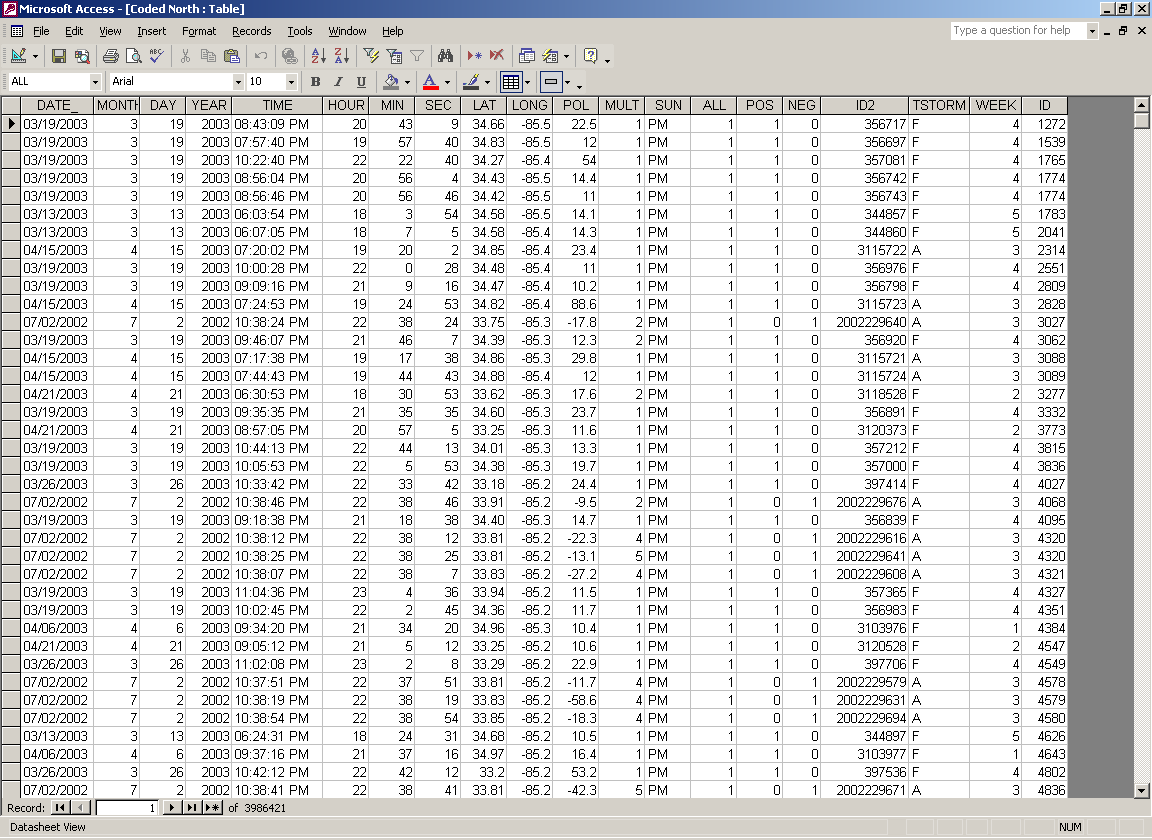 Microsoft Access - [Coded North : Table]
File Edit View Insert Format Records Tools Window Help Type a question for help
ALL Arial 10 B I U A
DATE_ MONTH DAY YEAR TIME HOUR MIN SEC LAT LONG POL MULT SUN ALL POS NEG ID2 TSTORM WEEK ID
03/19/2003 3 19 2003 08:43:09 PM 20 43 9 34.66 -85.5 22.5 1 PM 1 1 0 356717 F 4 1272
03/19/2003 3 19 2003 07:57:40 PM 19 57 40 34.83 -85.5 12 1 PM 1 1 0 356697 F 4 1539
03/19/2003 3 19 2003 10:22:40 PM 22 22 40 34.27 -85.4 54 1 PM 1 1 0 357081 F 4 1765
03/19/2003 3 19 2003 08:56:04 PM 20 56 4 34.43 -85.4 14.4 1 PM 1 1 0 356742 F 4 1774
03/19/2003 3 19 2003 08:56:46 PM 20 56 46 34.42 -85.4 11 1 PM 1 1 0 356743 F 4 1774
03/13/2003 3 13 2003 06:03:54 PM 18 3 54 34.58 -85.5 14.1 1 PM 1 1 0 344857 F 5 1783
03/13/2003 3 13 2003 06:07:05 PM 18 7 5 34.58 -85.4 14.3 1 PM 1 1 0 344860 F 5 2041
04/15/2003 4 15 2003 07:20:02 PM 19 20 2 34.85 -85.4 23.4 1 PM 1 1 0 3115722 A 3 2314
03/19/2003 3 19 2003 10:00:28 PM 22 0 28 34.48 -85.4 11 1 PM 1 1 0 356976 F 4 2551
03/19/2003 3 19 2003 09:09:16 PM 21 9 16 34.47 -85.4 10.2 1 PM 1 1 0 356798 F 4 2809
04/15/2003 4 15 2003 07:24:53 PM 19 24 53 34.82 -85.4 88.6 1 PM 1 1 0 3115723 A 3 2828
07/02/2002 7 2 2002 10:38:24 PM 22 38 24 33.75 -85.3 -17.8 2 PM 1 0 1 2002229640 A 3 3027
03/19/2003 3 19 2003 09:46:07 PM 21 46 7 34.39 -85.3 12.3 2 PM 1 1 0 356920 F 4 3062
04/15/2003 4 15 2003 07:17:38 PM 19 17 38 34.86 -85.3 29.8 1 PM 1 1 0 3115721 A 3 3088
04/15/2003 4 15 2003 07:44:43 PM 19 44 43 34.88 -85.4 12 1 PM 1 1 0 3115724 A 3 3089
04/21/2003 4 21 2003 06:30:53 PM 18 30 53 33.62 -85.3 17.6 2 PM 1 1 0 3118528 F 2 3277
03/19/2003 3 19 2003 09:35:35 PM 21 35 35 34.60 -85.3 23.7 1 PM 1 1 0 356891 F 4 3332
04/21/2003 4 21 2003 08:57:05 PM 20 57 5 33.25 -85.3 11.6 1 PM 1 1 0 3120373 F 2 3773
03/19/2003 3 19 2003 10:44:13 PM 22 44 13 34.01 -85.3 13.3 1 PM 1 1 0 357212 F 4 3815
03/19/2003 3 19 2003 10:05:53 PM 22 5 53 34.38 -85.3 19.7 1 PM 1 1 0 357000 F 4 3836
03/26/2003 3 26 2003 10:33:42 PM 22 33 42 33.18 -85.2 24.4 1 PM 1 1 0 397414 F 4 4027
07/02/2002 7 2 2002 10:38:46 PM 22 38 46 33.91 -85.2 -9.5 2 PM 1 0 1 2002229676 A 3 4068
03/19/2003 3 19 2003 09:18:38 PM 21 18 38 34.40 -85.3 14.7 1 PM 1 1 0 356839 F 4 4095
07/02/2002 7 2 2002 10:38:12 PM 22 38 12 33.81 -85.2 -22.3 4 PM 1 0 1 2002229616 A 3 4320
07/02/2002 7 2 2002 10:38:25 PM 22 38 25 33.81 -85.2 -13.1 5 PM 1 0 1 2002229641 A 3 4320
07/02/2002 7 2 2002 10:38:07 PM 22 38 7 33.83 -85.2 -27.2 4 PM 1 0 1 2002229608 A 3 4321
03/19/2003 3 19 2003 11:04:36 PM 23 4 36 33.94 -85.2 11.5 1 PM 1 1 0 357365 F 4 4327
03/19/2003 3 19 2003 10:02:45 PM 22 2 45 34.36 -85.2 11.7 1 PM 1 1 0 356983 F 4 4351
04/06/2003 4 6 2003 09:34:20 PM 21 34 20 34.96 -85.3 10.4 1 PM 1 1 0 3103976 F 1 4384
04/21/2003 4 21 2003 09:05:12 PM 21 5 12 33.25 -85.2 10.6 1 PM 1 1 0 3120528 F 2 4547
03/26/2003 3 26 2003 11:02:08 PM 23 2 8 33.29 -85.2 22.9 1 PM 1 1 0 397706 F 4 4549
07/02/2002 7 2 2002 10:37:51 PM 22 37 51 33.81 -85.2 -11.7 4 PM 1 0 1 2002229579 A 3 4578
07/02/2002 7 2 2002 10:38:19 PM 22 38 19 33.83 -85.2 -58.6 4 PM 1 0 1 2002229631 A 3 4579
07/02/2002 7 2 2002 10:38:54 PM 22 38 54 33.85 -85.2 -18.3 4 PM 1 0 1 2002229694 A 3 4580
03/13/2003 3 13 2003 06:24:31 PM 18 24 31 34.68 -85.2 10.5 1 PM 1 1 0 344897 F 5 4626
04/06/2003 4 6 2003 09:37:16 PM 21 37 16 34.97 -85.2 16.4 1 PM 1 1 0 3103977 F 1 4643
03/26/2003 3 26 2003 10:42:12 PM 22 42 12 33.2 -85.2 53.2 1 PM 1 1 0 397536 F 4 4802
07/02/2002 7 2 2002 10:38:41 PM 22 38 41 33.81 -85.2 -42.3 5 PM 1 0 1 2002229671 A 3 4836
Record: 1 of 3986421
Datasheet View NUM